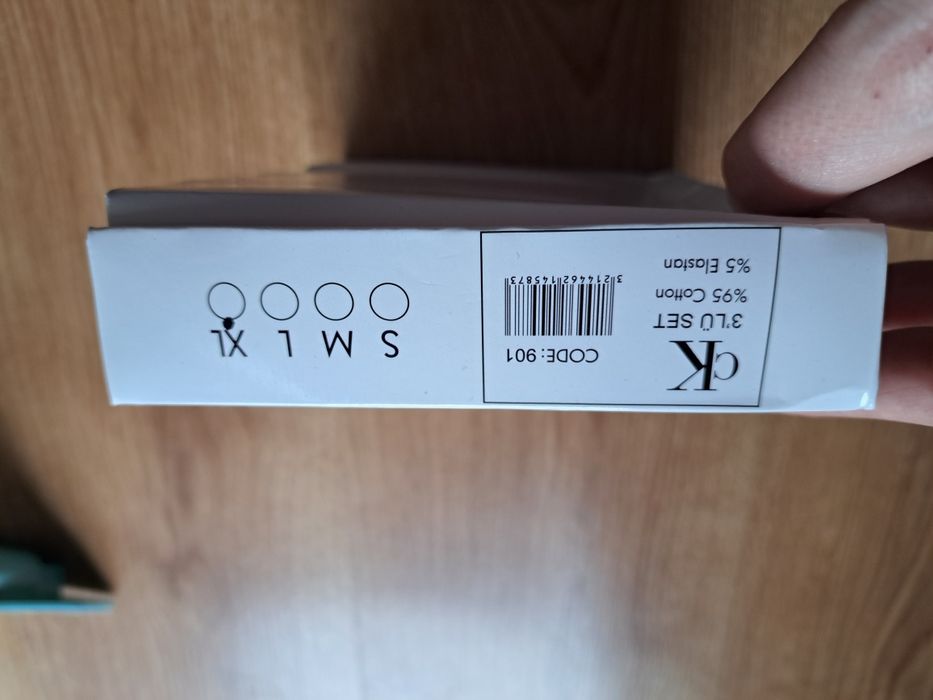 cK
3'LÜ SET
%95 Cotton
%5 Elastan
CODE: 901
3214462145873
S M L XL